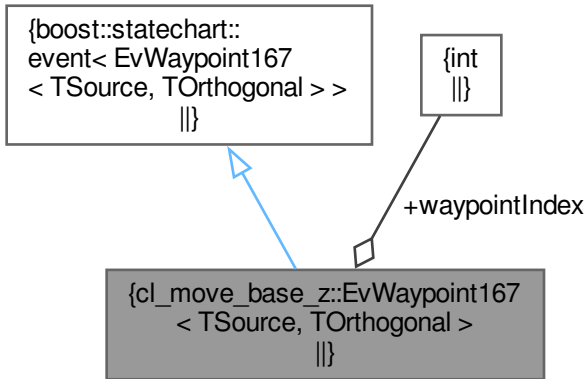 {boost::statechart::
event< EvWaypoint167
< TSource, TOrthogonal > >
||}
{int
||}
+waypointIndex
{cl_move_base_z::EvWaypoint167
< TSource, TOrthogonal >
||}